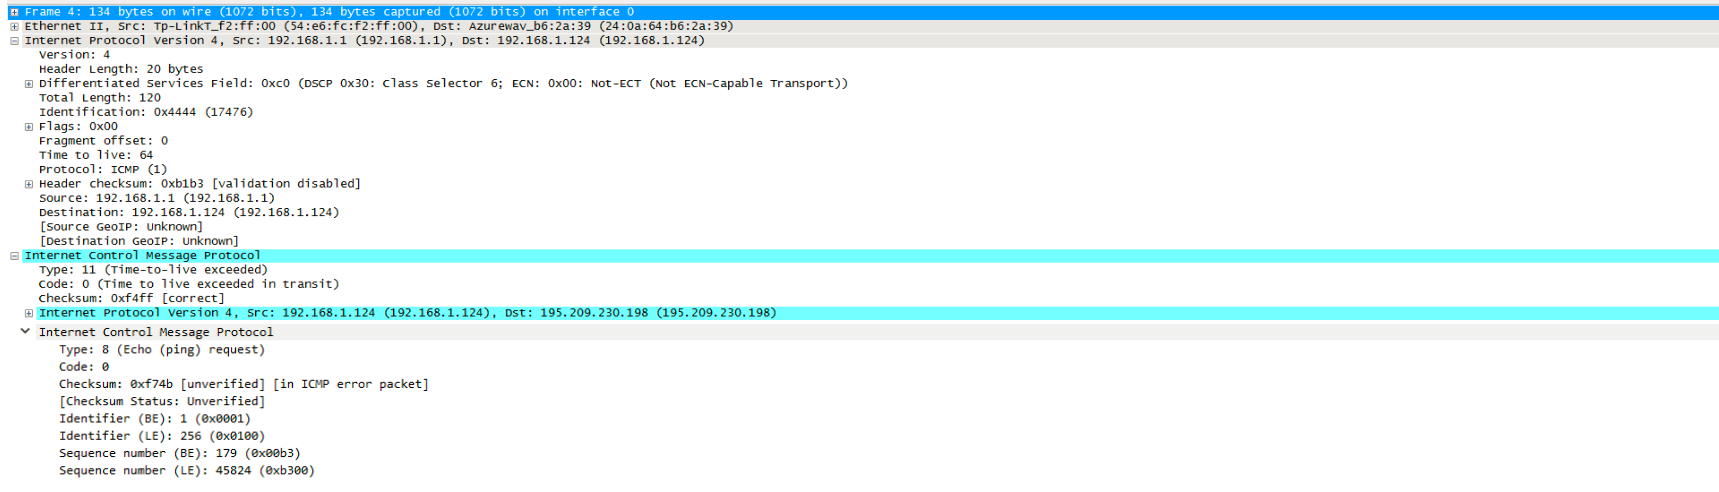 Frame 4: 134 bytes on wire (1072 bits), 134 bytes captured (1072 bits) on interface 0
Ethernet II, Src: Tp-LinkT_f2:ff:00 (54:e6:fc:f2:ff:00), Dst: Azurewav_b6:2a:39 (24:0a:64:b6:2a:39)
Internet Protocol Version 4, Src: 192.168.1.1 (192.168.1.1), Dst: 192.168.1.124 (192.168.1.124)
Version: 4
Header Length: 20 bytes
Differentiated Services Field: 0xc0 (DSCP 0x30: Class Selector 6; ECN: 0x00: Not-ECT (Not ECN-Capable Transport))
Total Length: 120
Identification: 0x4444 (17476)
Flags: 0x00
Fragment offset: 0
Time to live: 64
Protocol: ICMP (1)
Header checksum: 0xb1b3 [validation disabled]
Source: 192.168.1.1 (192.168.1.1)
Destination: 192.168.1.124 (192.168.1.124)
[Source GeoIP: Unknown]
[Destination GeoIP: Unknown]
Internet Control Message Protocol
Type: 11 (Time-to-live exceeded)
Code: 0 (Time to live exceeded in transit)
Checksum: 0xf4ff [correct]
Internet Protocol Version 4, Src: 192.168.1.124 (192.168.1.124), Dst: 195.209.230.198 (195.209.230.198)
Internet Control Message Protocol
Type: 8 (Echo (ping) request)
Code: 0
Checksum: 0xf74b [unverified] [in ICMP error packet]
[Checksum Status: Unverified]
Identifier (BE): 1 (0x0001)
Identifier (LE): 256 (0x0100)
Sequence number (BE): 179 (0x00b3)
Sequence number (LE): 45824 (0xb300)